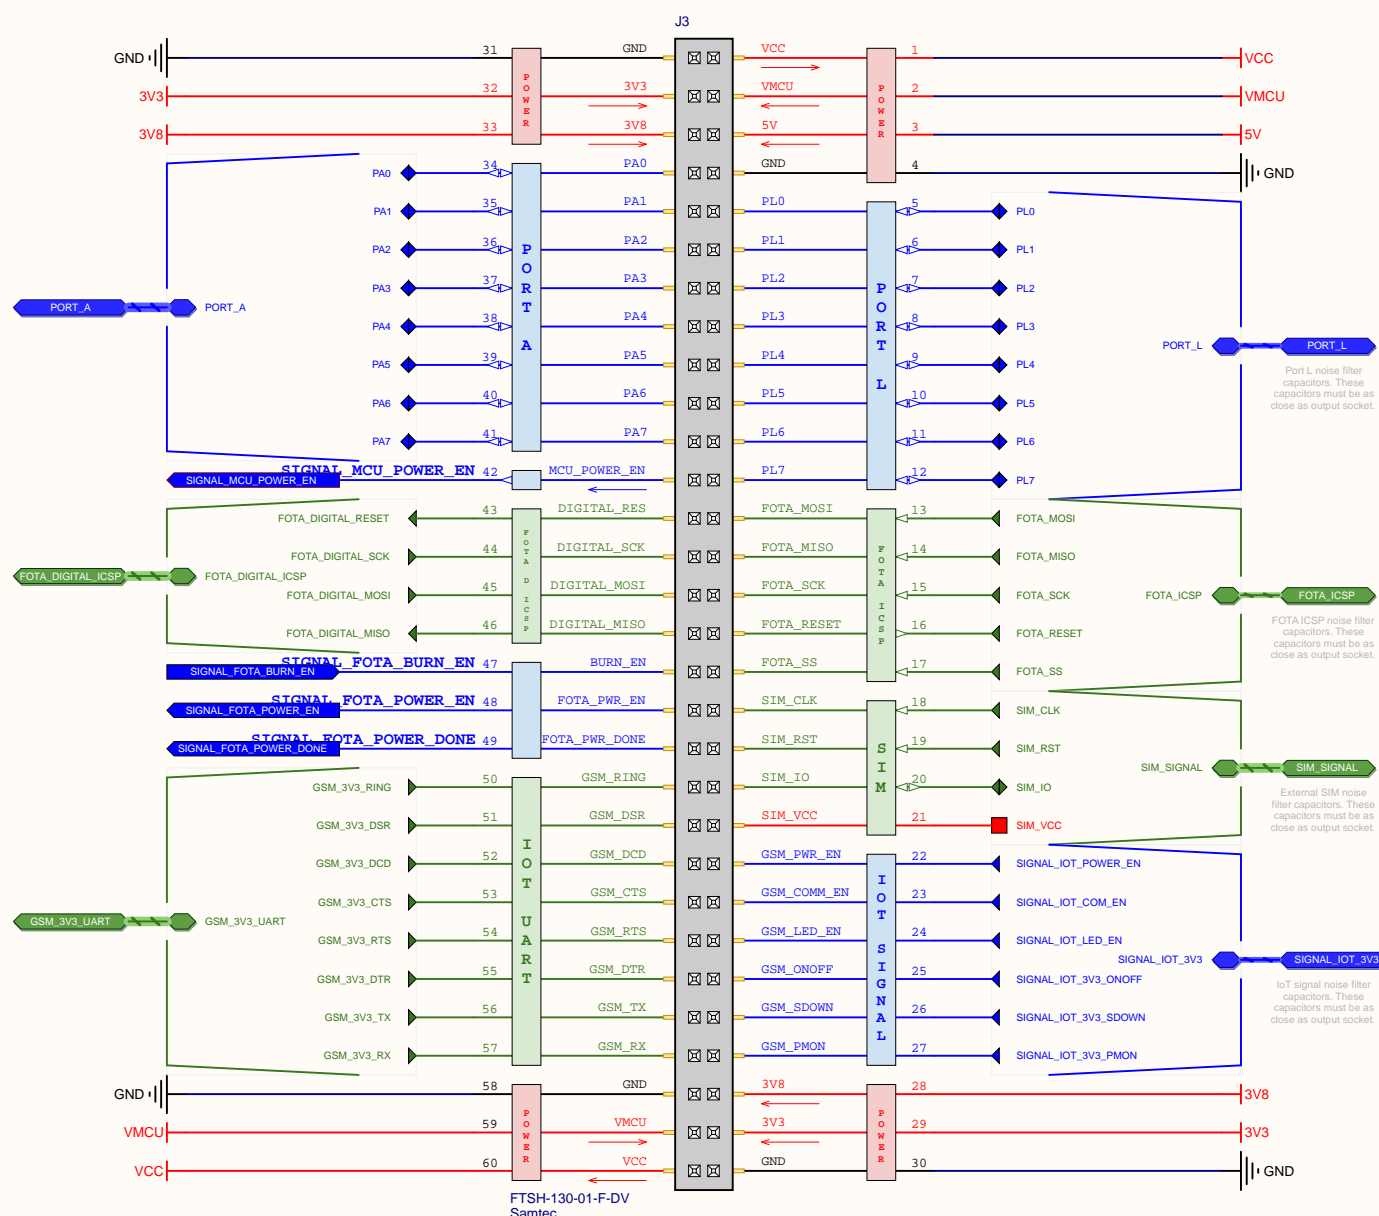 J3
GND 31 POWER GND VCC POWER 1 VCC
3V3 32 3V3 VMCU 2 VMCU
3V8 33 3V8 5V 3 5V
PA0 34 PORT A PA0 GND 4 GND
PA1 35 PA1 PL0 PORT L 5 PL0
PA2 36 PA2 PL1 6 PL1
PA3 37 PA3 PL2 7 PL2
PORT_A PORT_A
PA4 38 PA4 PL3 8 PL3
PORT_L PORT_L
PA5 39 PA5 PL4 9 PL4
Port L noise filter
capacitors. These
capacitors must be as
close as output socket.
PA6 40 PA6 PL5 10 PL5
PA7 41 PA7 PL6 11 PL6
SIGNAL_MCU_POWER_EN
SIGNAL_MCU_POWER_EN 42 MCU_POWER_EN PL7 12 PL7
FOTA_DIGITAL_RESET 43 FOTA D ICSP DIGITAL_RES FOTA_MOSI FOTA ICSP 13 FOTA_MOSI
FOTA_DIGITAL_SCK 44 DIGITAL_SCK FOTA_MISO 14 FOTA_MISO
FOTA_DIGITAL_ICSP FOTA_DIGITAL_ICSP
FOTA_DIGITAL_MOSI 45 DIGITAL_MOSI FOTA_SCK 15 FOTA_SCK FOTA_ICSP FOTA_ICSP
FOTA ICSP noise filter
capacitors. These
capacitors must be as
close as output socket.
FOTA_DIGITAL_MISO 46 DIGITAL_MISO FOTA_RESET 16 FOTA_RESET
SIGNAL_FOTA_BURN_EN
SIGNAL_FOTA_BURN_EN 47 BURN_EN FOTA_SS 17 FOTA_SS
SIGNAL_FOTA_POWER_EN
SIGNAL_FOTA_POWER_EN 48 FOTA_PWR_EN SIM_CLK SIM 18 SIM_CLK
SIGNAL_FOTA_POWER_DONE
SIGNAL_FOTA_POWER_DONE 49 FOTA_PWR_DONE SIM_RST 19 SIM_RST
SIM_SIGNAL SIM_SIGNAL
GSM_3V3_RING 50 IOT UART GSM_RING SIM_IO 20 SIM_IO
External SIM noise
filter capacitors. These
capacitors must be as
close as output socket.
GSM_3V3_DSR 51 GSM_DSR SIM_VCC 21 SIM_VCC
GSM_3V3_DCD 52 GSM_DCD GSM_PWR_EN IOT SIGNAL 22 SIGNAL_IOT_POWER_EN
GSM_3V3_CTS 53 GSM_CTS GSM_COMM_EN 23 SIGNAL_IOT_COM_EN
GSM_3V3_UART GSM_3V3_UART
GSM_3V3_RTS 54 GSM_RTS GSM_LED_EN 24 SIGNAL_IOT_LED_EN
SIGNAL_IOT_3V3 SIGNAL_IOT_3V3
GSM_3V3_DTR 55 GSM_DTR GSM_ONOFF 25 SIGNAL_IOT_3V3_ONOFF
IoT signal noise filter
capacitors. These
capacitors must be as
close as output socket.
GSM_3V3_TX 56 GSM_TX GSM_SDOWN 26 SIGNAL_IOT_3V3_SDOWN
GSM_3V3_RX 57 GSM_RX GSM_PMON 27 SIGNAL_IOT_3V3_PMON
GND 58 POWER GND 3V8 POWER 28 3V8
VMCU 59 VMCU 3V3 29 3V3
VCC 60 VCC GND 30 GND
FTSH-130-01-F-DV
Samtec